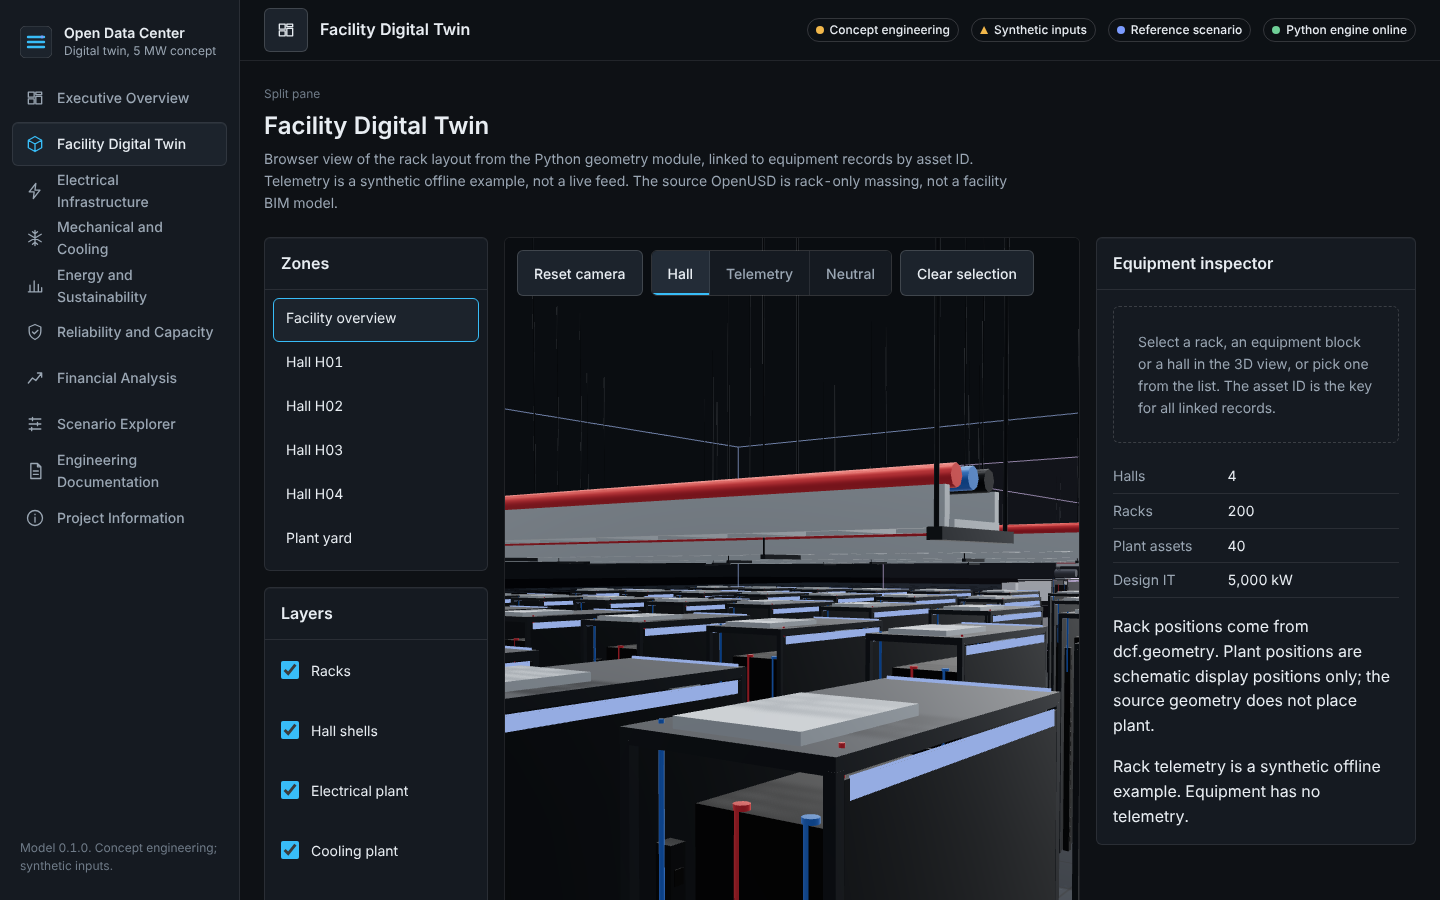 Open Data Center
Digital twin, 5 MW concept
Executive Overview
Facility Digital Twin
Electrical
Infrastructure
Mechanical and
Cooling
Energy and
Sustainability
Reliability and Capacity
Financial Analysis
Scenario Explorer
Engineering
Documentation
Project Information
Model 0.1.0. Concept engineering;
synthetic inputs.
Facility Digital Twin
Concept engineering
Synthetic inputs
Reference scenario
Python engine online
Split pane
Facility Digital Twin
Browser view of the rack layout from the Python geometry module, linked to equipment records by asset ID.
Telemetry is a synthetic offline example, not a live feed. The source OpenUSD is rack-only massing, not a facility
BIM model.
Zones
Facility overview
Hall H01
Hall H02
Hall H03
Hall H04
Plant yard
Layers
Racks
Hall shells
Electrical plant
Cooling plant
Reset camera
Hall
Telemetry
Neutral
Clear selection
Equipment inspector
Select a rack, an equipment block
or a hall in the 3D view, or pick one
from the list. The asset ID is the key
for all linked records.
Halls 4
Racks 200
Plant assets 40
Design IT 5,000 kW
Rack positions come from
dcf.geometry. Plant positions are
schematic display positions only; the
source geometry does not place
plant.
Rack telemetry is a synthetic offline
example. Equipment has no
telemetry.